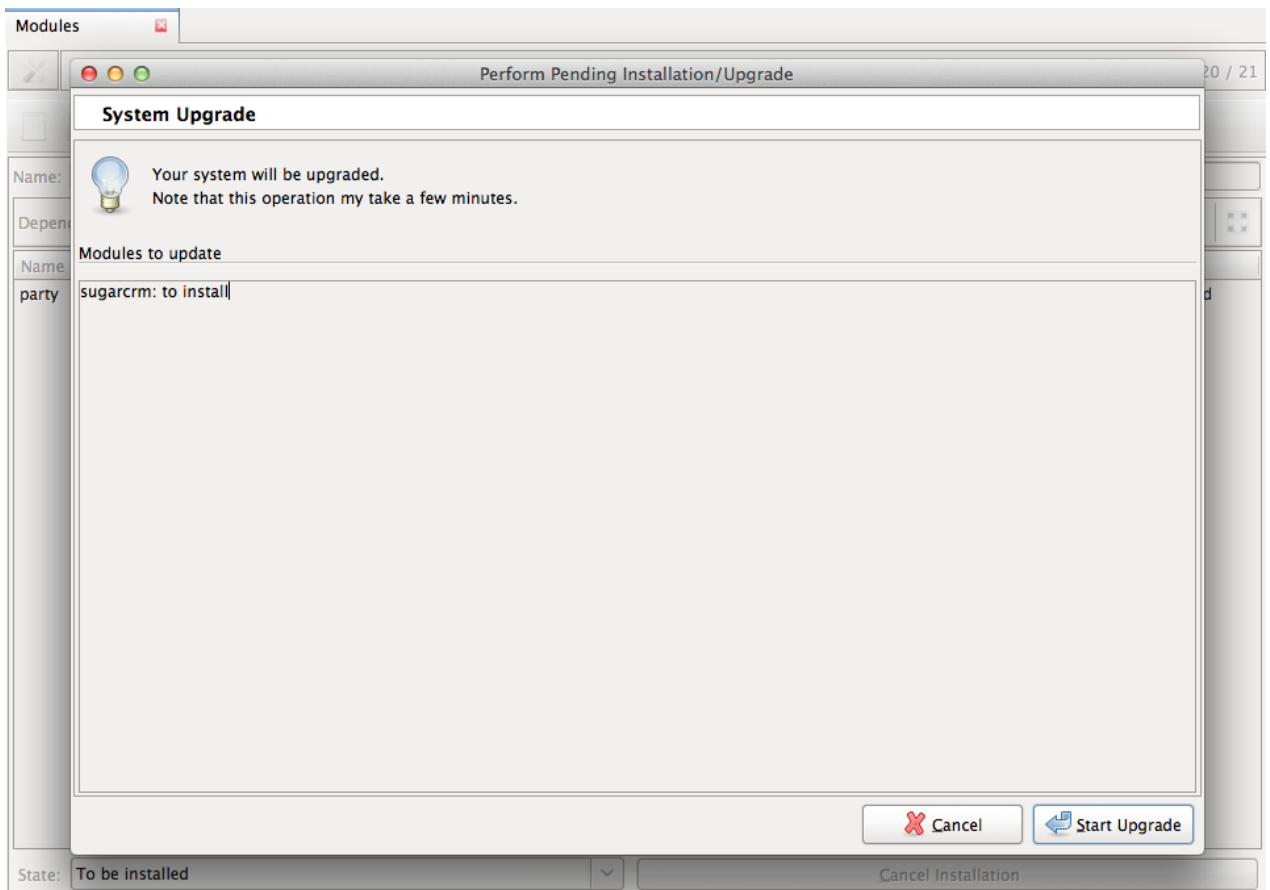 Modules
Perform Pending Installation/Upgrade
20 / 21
System Upgrade
Your system will be upgraded.
Note that this operation my take a few minutes.
Name:
Modules to update
Name
party
sugarcrm: to install
Cancel
Start Upgrade
State:
To be installed
Cancel Installation